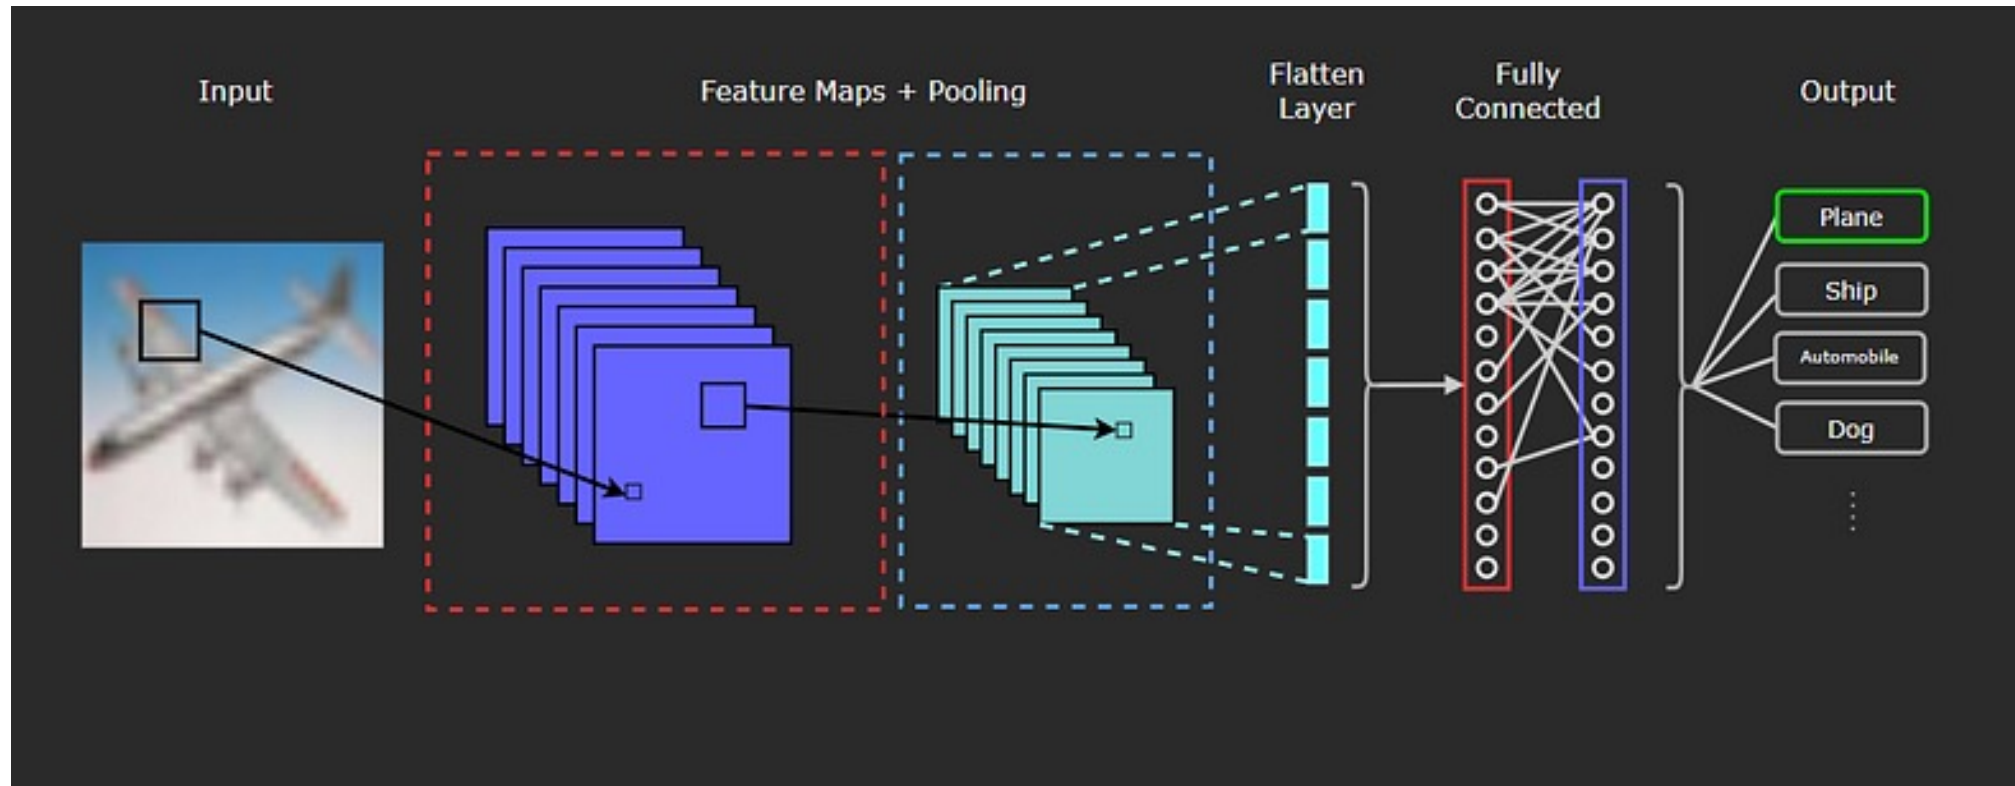 Input
Feature Maps + Pooling
Flatten
Layer
Fully
Connected
Output
Plane
Ship
Automobile
Dog